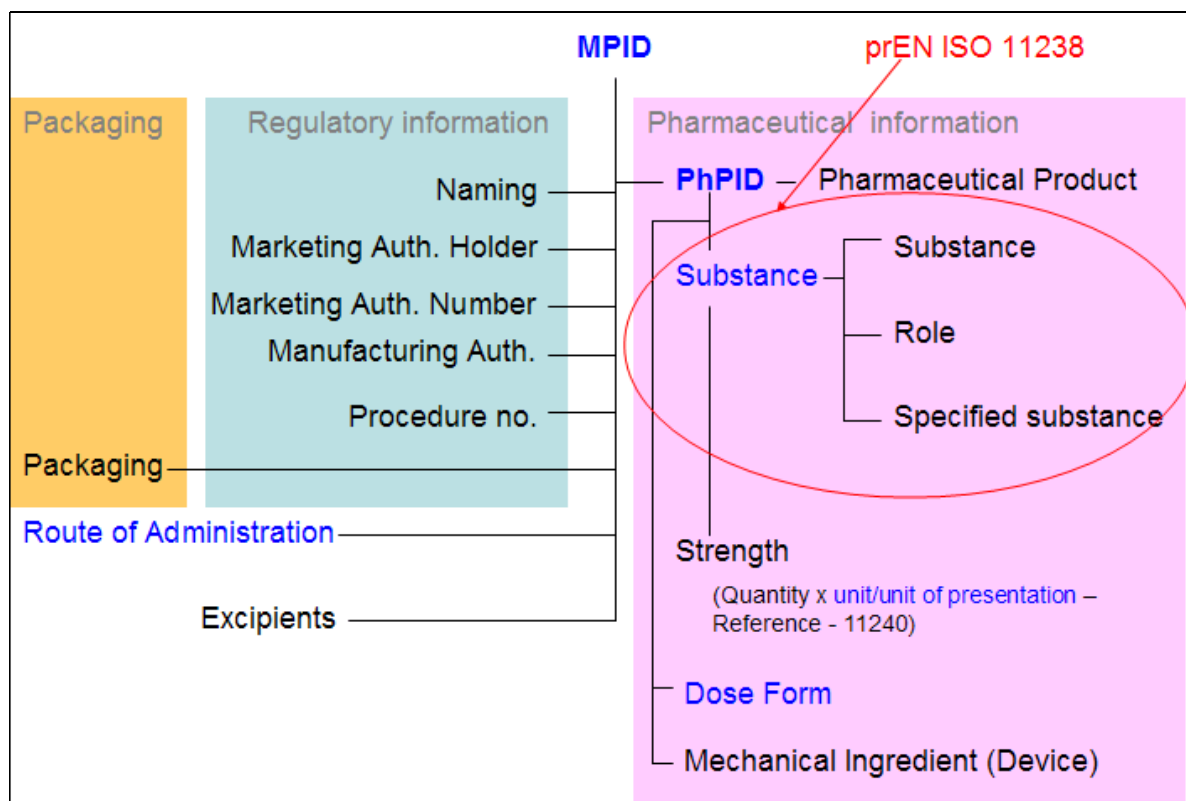 MPID
prEN ISO 11238
Packaging
Regulatory information
Pharmaceutical information
PhPID
Pharmaceutical Product
Naming
Marketing Auth. Holder
Substance
Substance
Marketing Auth. Number
Role
Manufacturing Auth.
Procedure no.
Specified substance
Packaging
Route of Administration
Strength
(Quantity x unit/unit of presentation –
Reference - 11240)
Excipients
Dose Form
Mechanical Ingredient (Device)